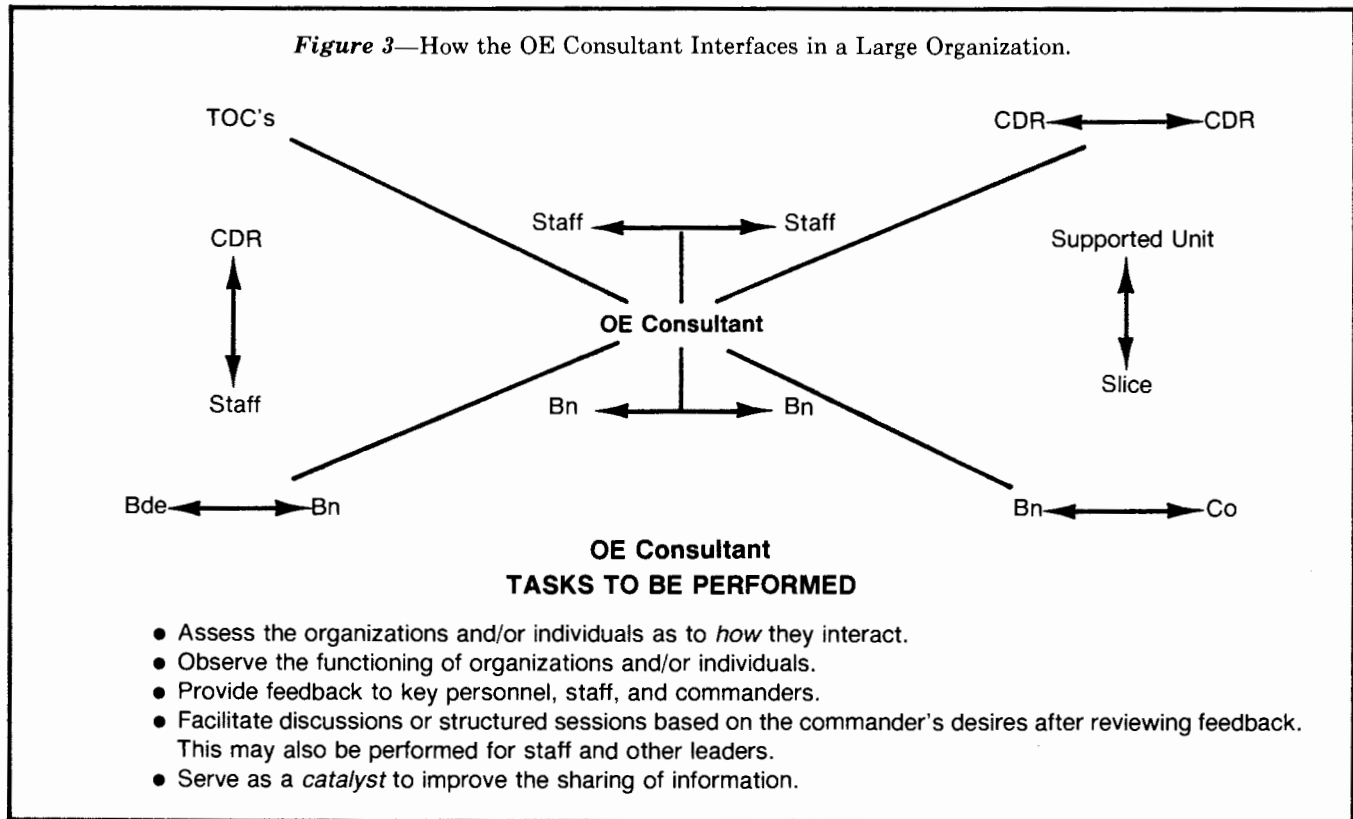 Figure 3—How the OE Consultant Interfaces in a Large Organization.
TOC's
CDR CDR
Staff Staff
CDR
Supported Unit
OE Consultant
Staff
Slice
Bn Bn
Bde Bn
Bn Co
OE Consultant
TASKS TO BE PERFORMED
● Assess the organizations and/or individuals as to how they interact.
● Observe the functioning of organizations and/or individuals.
● Provide feedback to key personnel, staff, and commanders.
● Facilitate discussions or structured sessions based on the commander's desires after reviewing feedback.
This may also be performed for staff and other leaders.
● Serve as a catalyst to improve the sharing of information.